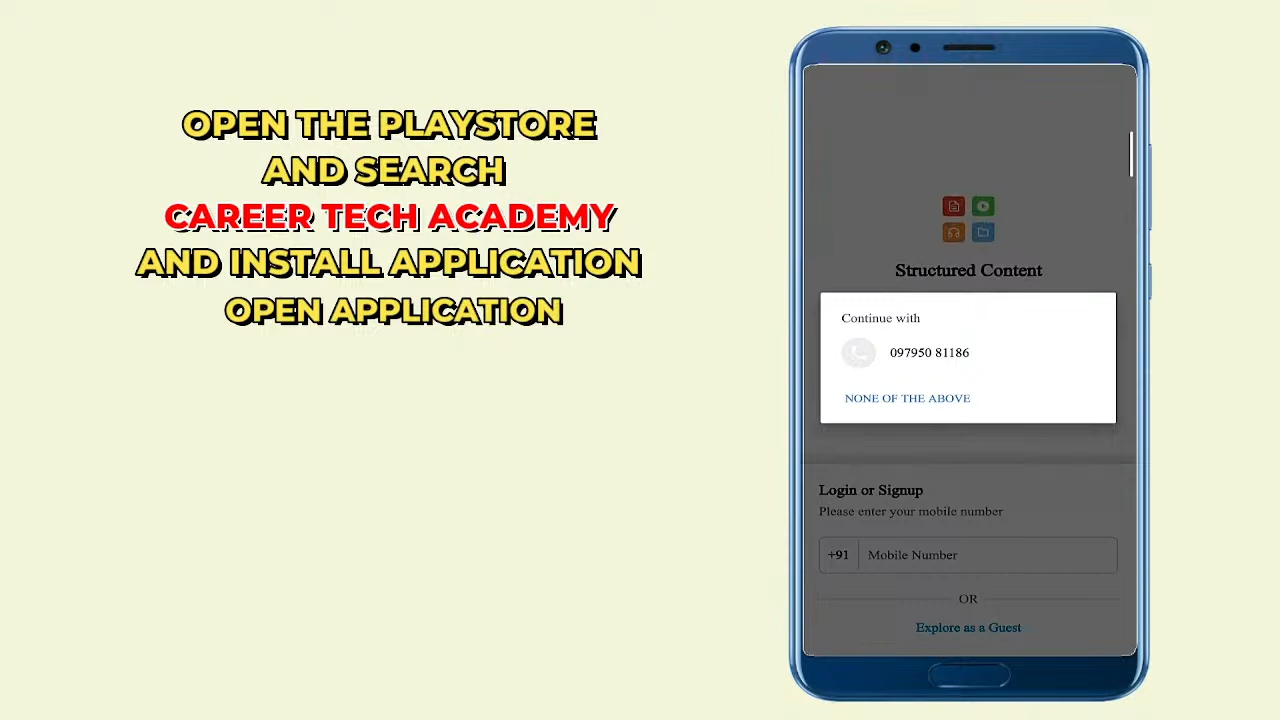 OPEN THE PLAYSTORE
AND SEARCH
CAREER TECH ACADEMY
AND INSTALL APPLICATION
OPEN APPLICATION
Structured Content
Continue with
097950 81186
NONE OF THE ABOVE
Login or Signup
Please enter your mobile number
+91 Mobile Number
OR
Explore as a Guest